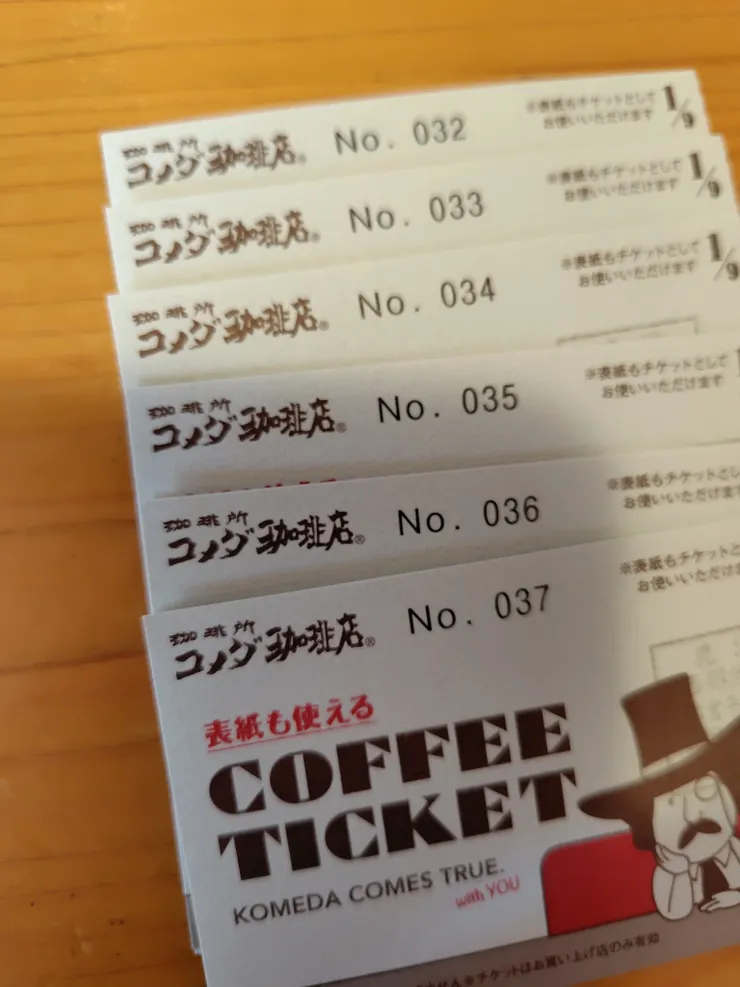 珈琲所
コメダ珈琲店® No. 032 ※表紙もチケットとして
お使いいただけます 1/9
珈琲所
コメダ珈琲店® No. 033 ※表紙もチケットとして
お使いいただけます 1/9
珈琲所
コメダ珈琲店® No. 034 ※表紙もチケットとして
お使いいただけます 1/9
珈琲所
コメダ珈琲店® No. 035 ※表紙もチケットとして
お使いいただけます
珈琲所
コメダ珈琲店® No. 036 ※表紙もチケットとし
お使いいただけます
珈琲所
コメダ珈琲店® No. 037 ※表紙もチケットと
お使いいただけ
表紙も使える
COFFEE
TICKET
KOMEDA COMES TRUE.
with YOU
せん※チケットはお買い上げ店のみ有効